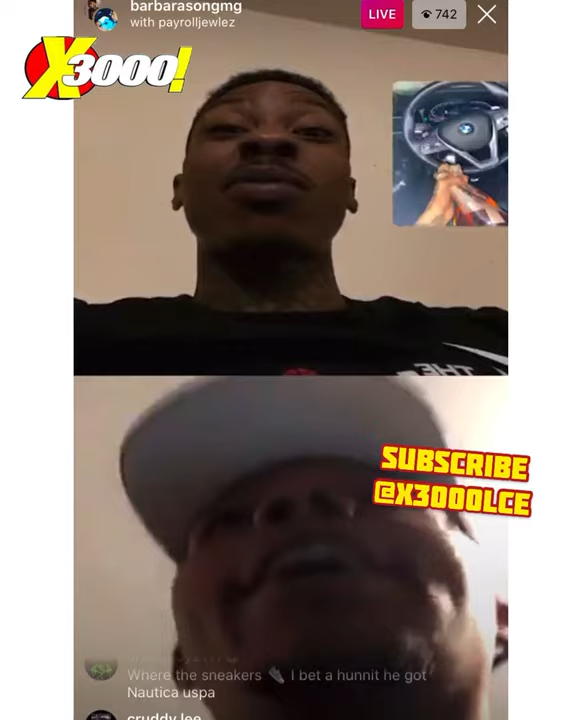 barbarasongmg
with payrolljewlez
LIVE
742
X3000!
THE
SUBSCRIBE
@X3000LCE
Where the sneakers 👟 I bet a hunnit he got
Nautica uspa
cruddy lee